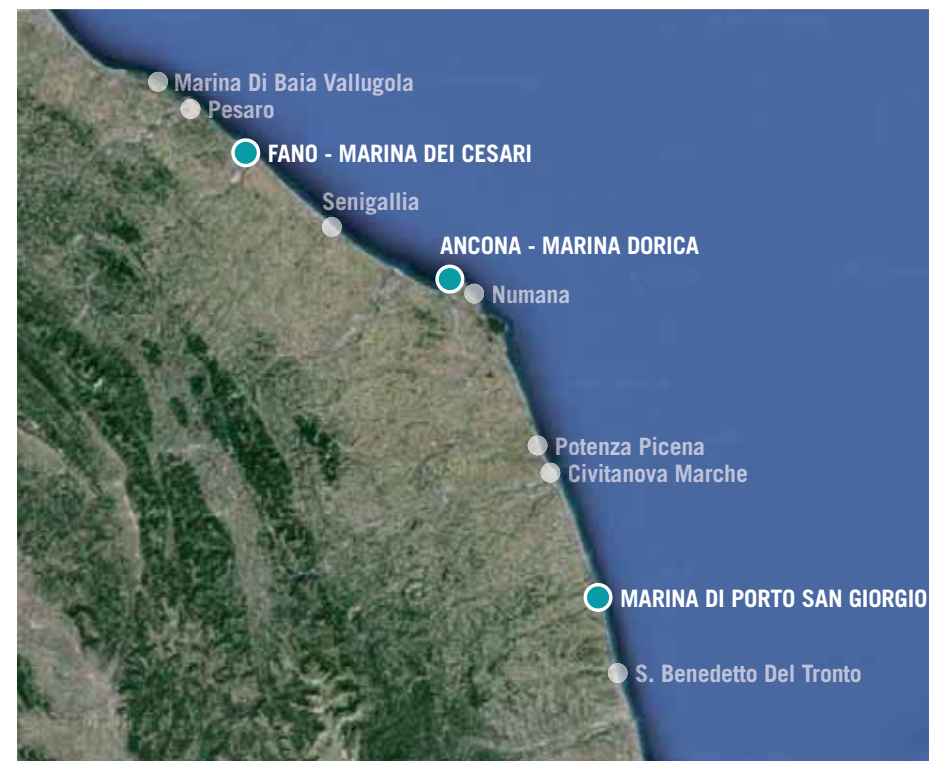 Marina Di Baia Vallugola
Pesaro
FANO - MARINA DEI CESARI
Senigallia
ANCONA - MARINA DORICA
Numana
Potenza Picena
Civitanova Marche
MARINA DI PORTO SAN GIORGIO
S. Benedetto Del Tronto